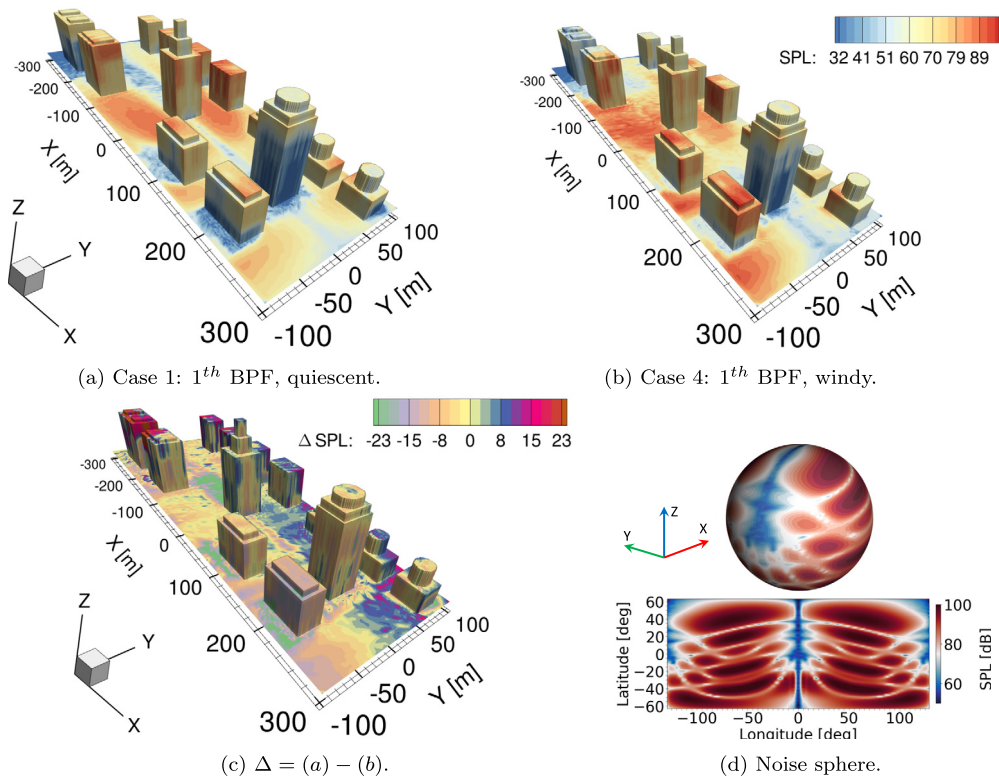 SPL: 32 41 51 60 70 79 89
-300
-200
-100
0
100
200
300
X [m]
100
50
0
-50
-100
Y [m]
Z
Y
X
(a) Case 1: 1th BPF, quiescent.
-300
-200
-100
0
100
200
300
X [m]
100
50
0
-50
-100
Y [m]
(b) Case 4: 1th BPF, windy.
Δ SPL: -23 -15 -8 0 8 15 23
-300
-200
-100
0
100
200
300
X [m]
100
50
0
-50
-100
Y [m]
Z
Y
X
(c) Δ = (a) − (b).
Z
Y
X
60
40
20
0
−20
−40
−60
Latitude [deg]
−100 −50 0 50 100
Longitude [deg]
100
80
60
SPL [dB]
(d) Noise sphere.